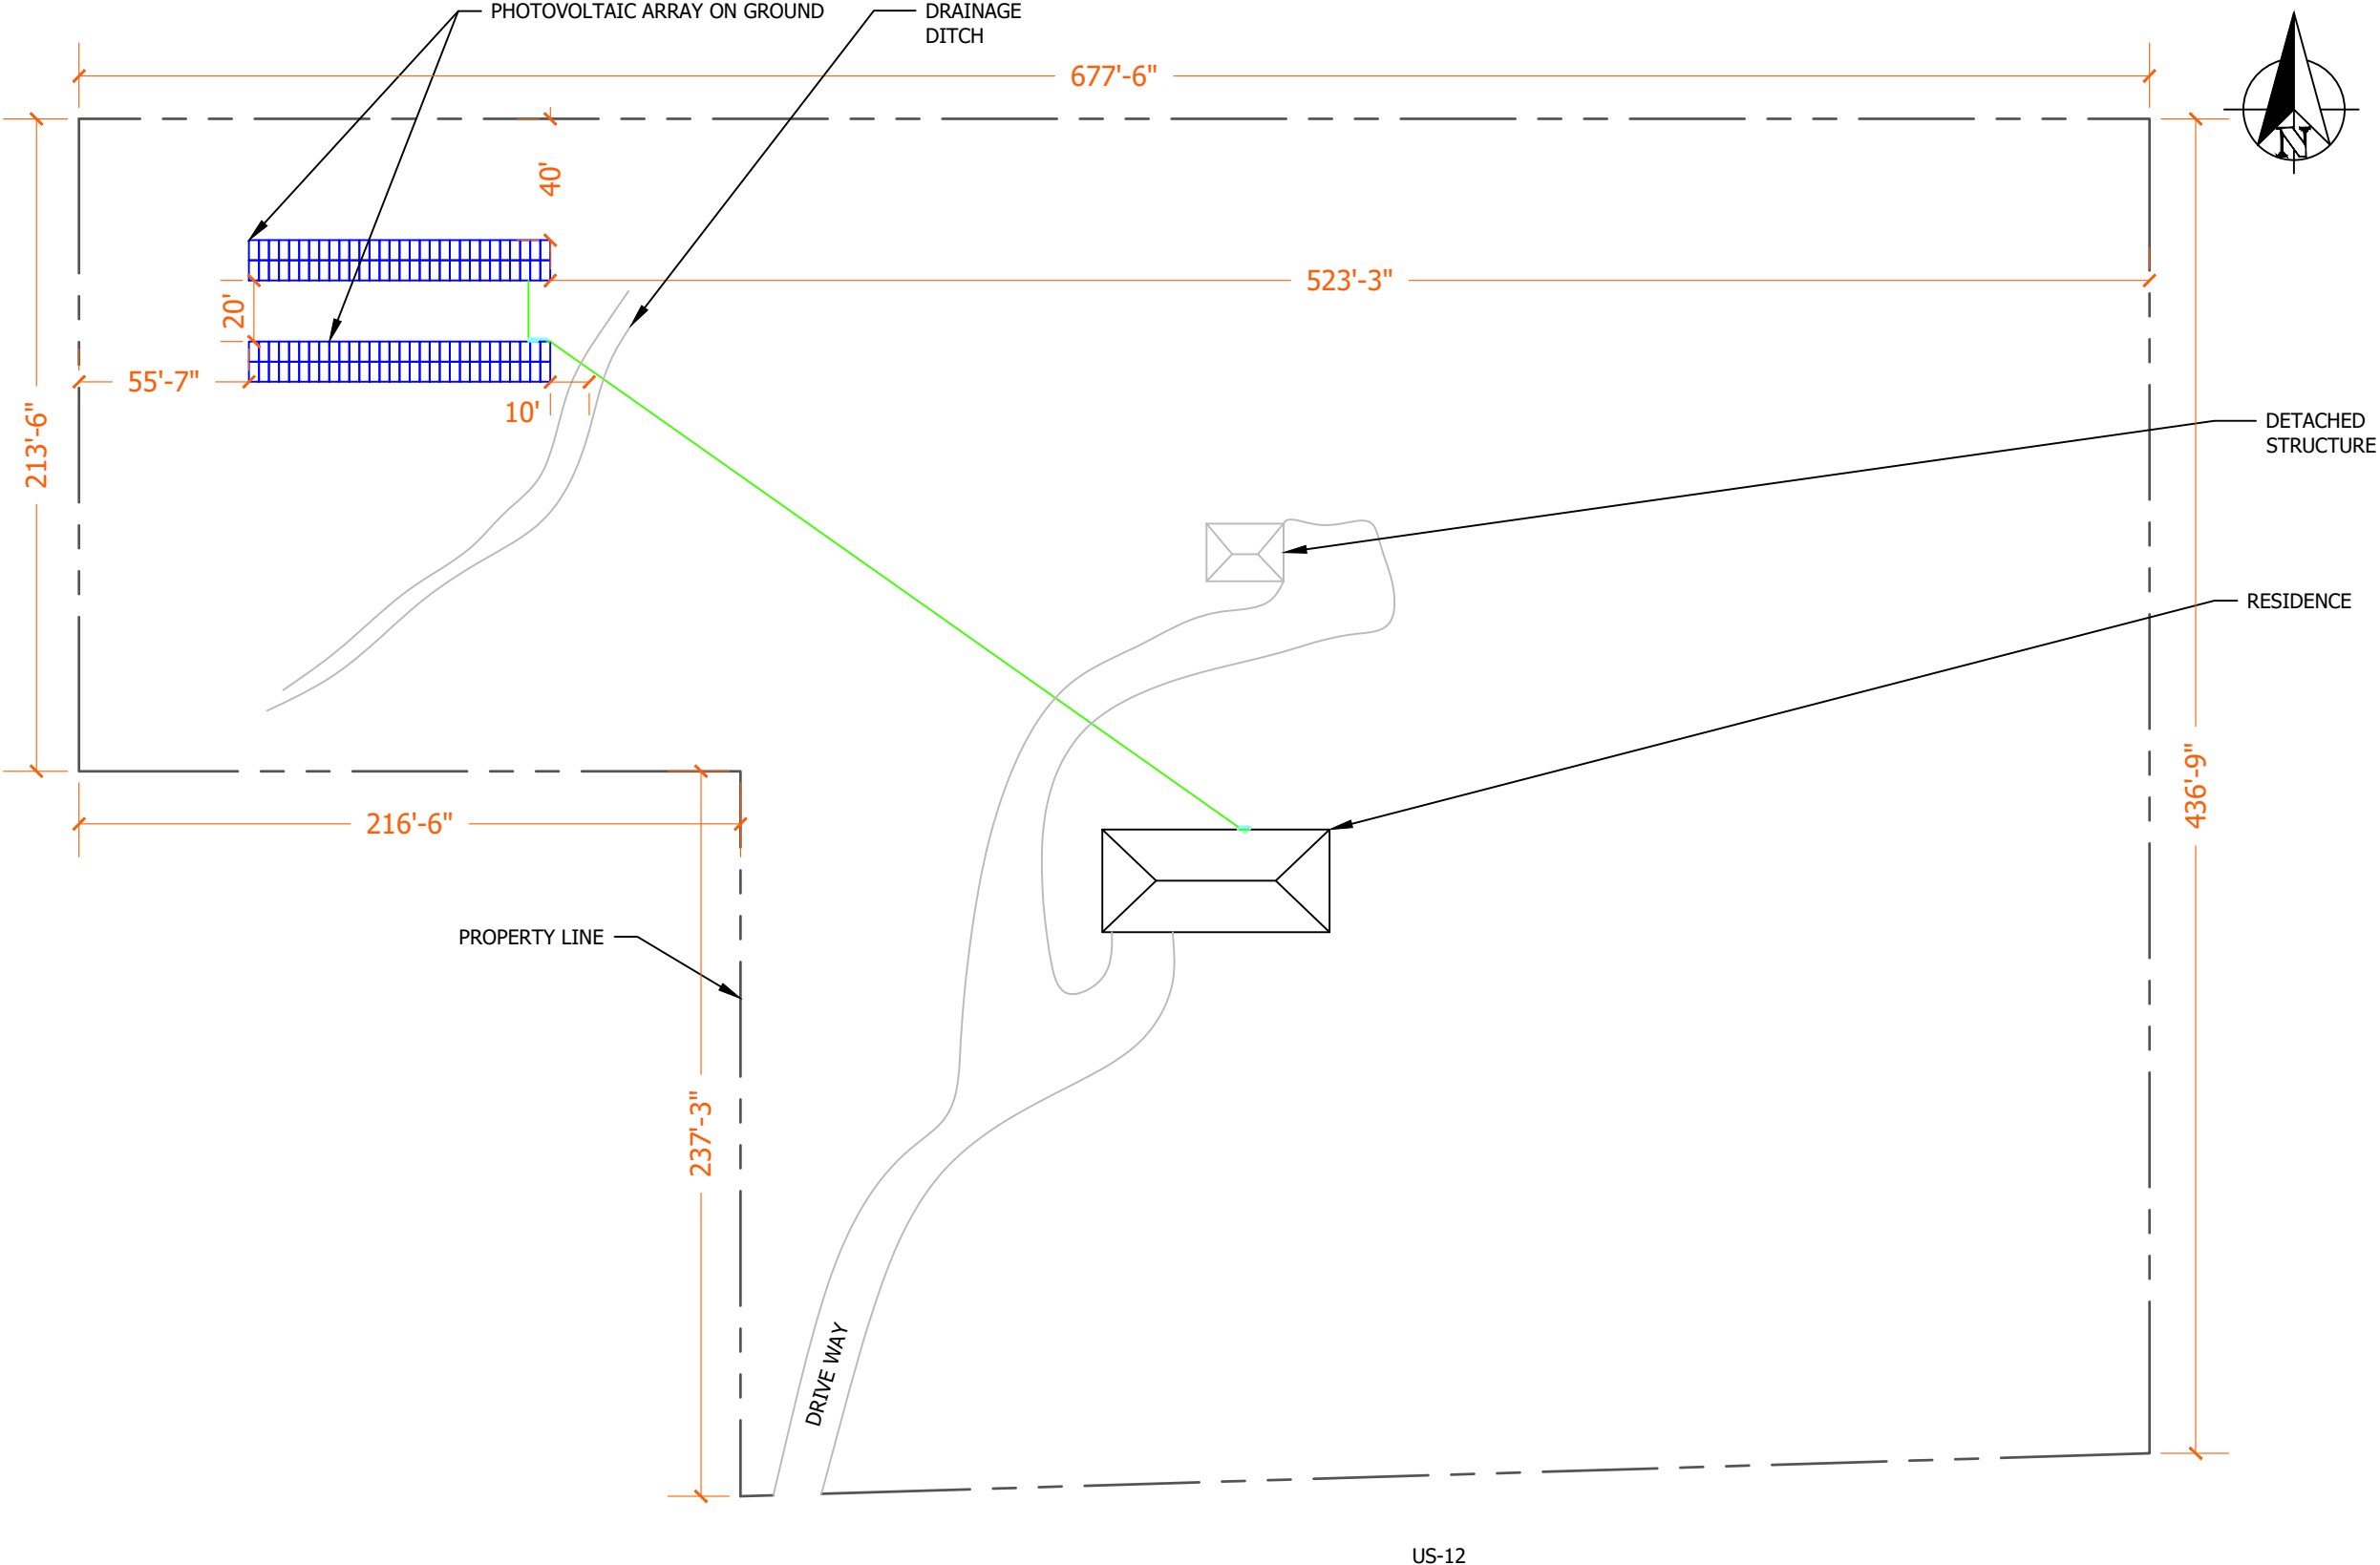 PHOTOVOLTAIC ARRAY ON GROUND
DRAINAGE
DITCH
677'-6"
N
40'
523'-3"
20'
55'-7"
10'
213'-6"
DETACHED
STRUCTURE
RESIDENCE
436'-9"
216'-6"
PROPERTY LINE
237'-3"
DRIVE WAY
US-12